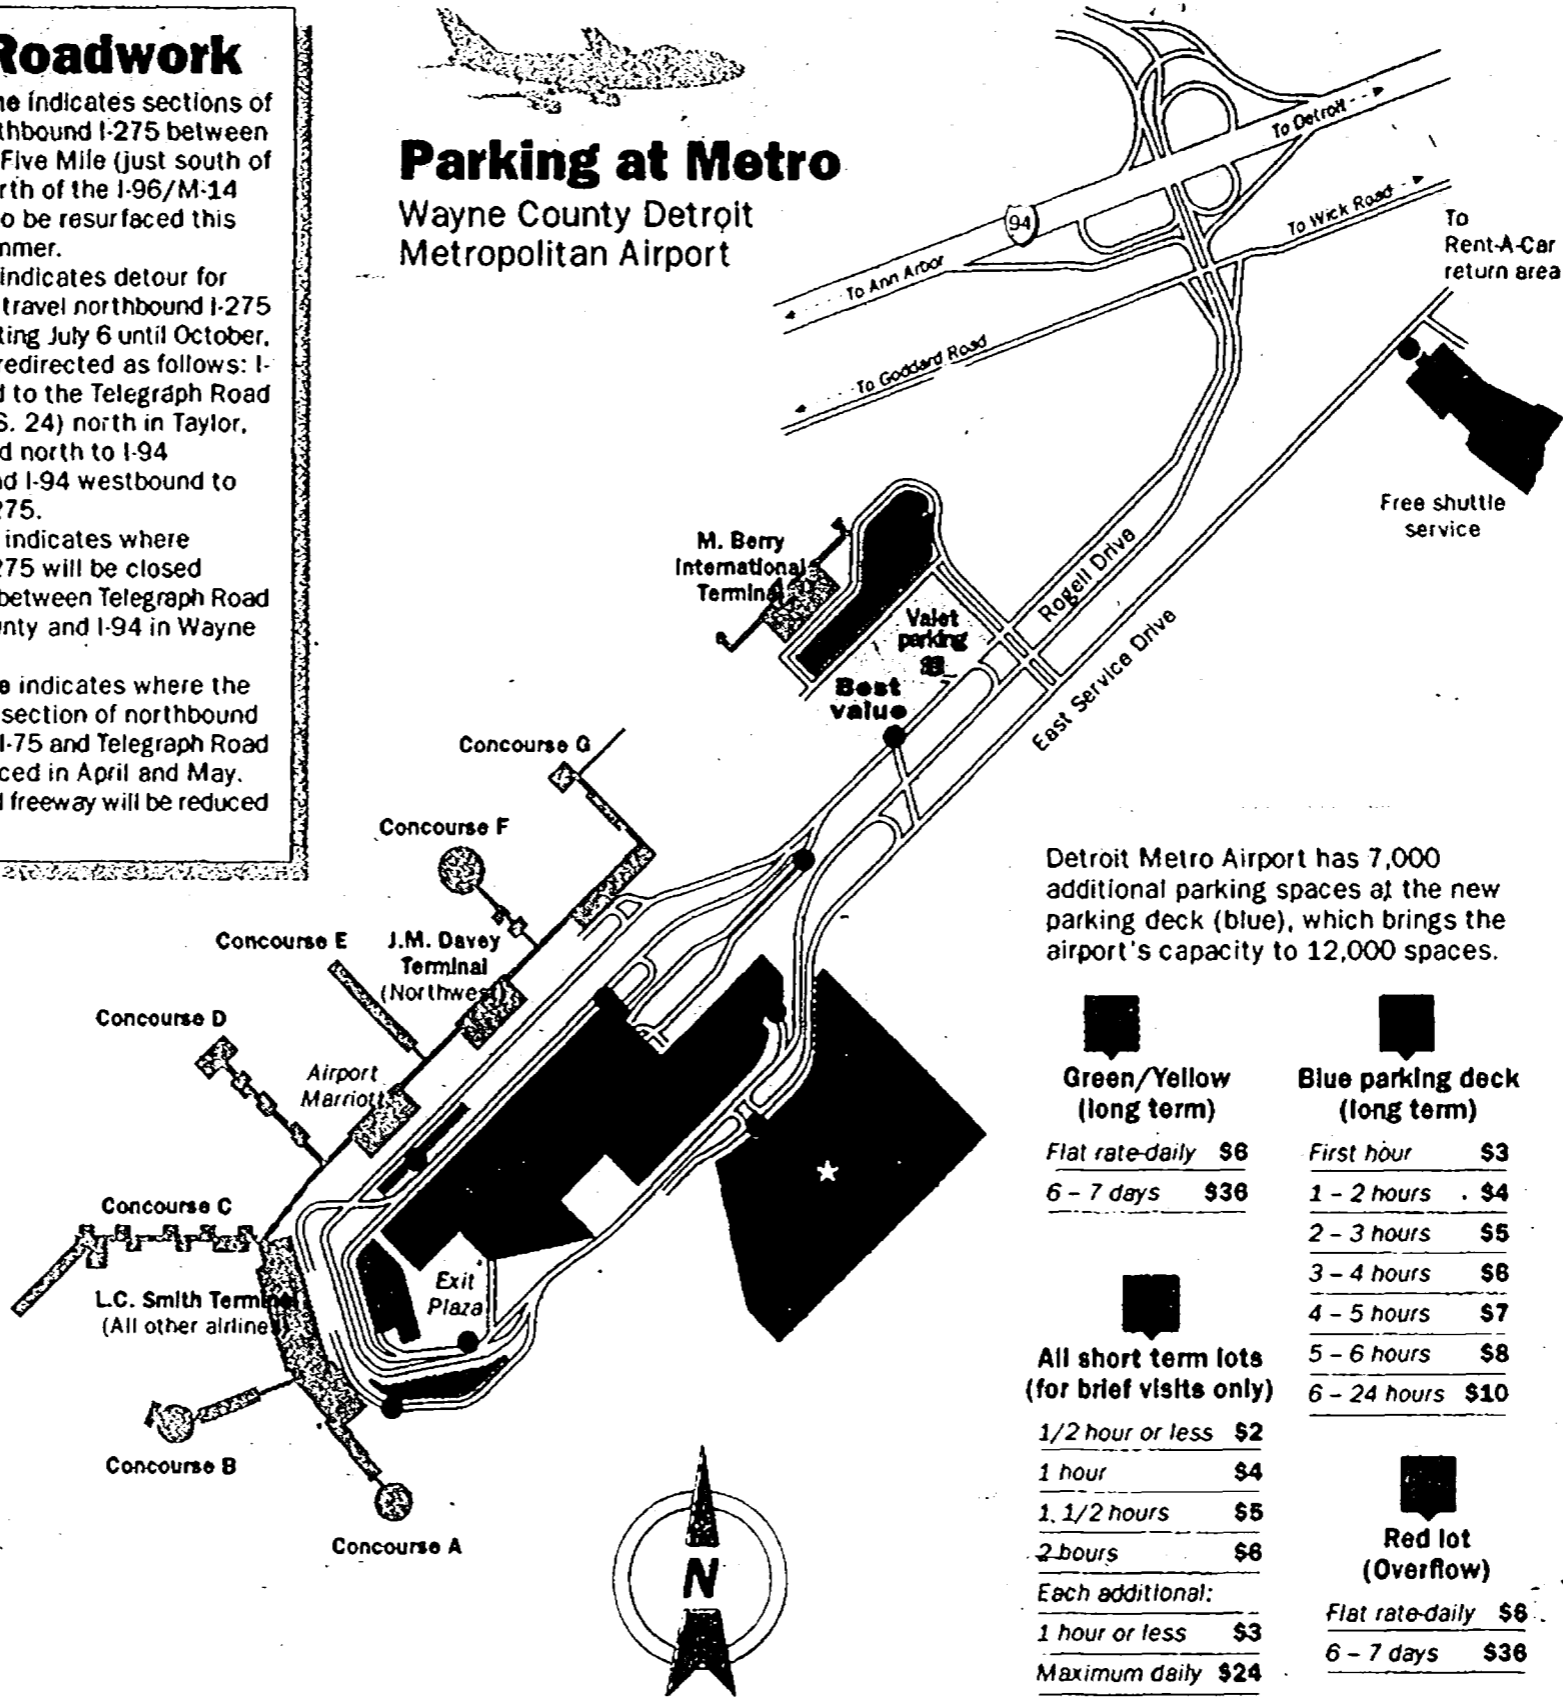 Roadwork
indicates sections of
thbound I-275 between
Five Mile (just south of
rth of the I-96/M-14
o be resurfaced this
nmer.
indicates detour for
travel northbound I-275
ting July 6 until October,
redirected as follows: I-
d to the Telegraph Road
S. 24) north in Taylor,
d north to I-94
nd I-94 westbound to
275.
indicates where
275 will be closed
between Telegraph Road
unty and I-94 in Wayne
e indicates where the
section of northbound
I-75 and Telegraph Road
ced in April and May.
d freeway will be reduced
Parking at Metro
Wayne County Detroit
Metropolitan Airport
To Detroit
94
To Wick Road
To Ann Arbor
To Goddard Road
To
Rent-A-Car
return area
Free shuttle
service
M. Berry
International
Terminal
Valet
parking
Best
value
Rogell Drive
East Service Drive
Concourse G
Concourse F
Concourse E
J.M. Davey
Terminal
(Northwest)
Concourse D
Airport
Marriott
Concourse C
L.C. Smith Terminal
(All other airlines)
Exit
Plaza
Concourse B
Concourse A
N
Detroit Metro Airport has 7,000
additional parking spaces at the new
parking deck (blue), which brings the
airport's capacity to 12,000 spaces.
Green/Yellow
(long term)
Flat rate-daily $6
6 – 7 days $36
Blue parking deck
(long term)
First hour $3
1 – 2 hours $4
2 – 3 hours $5
3 – 4 hours $6
4 – 5 hours $7
5 – 6 hours $8
6 – 24 hours $10
All short term lots
(for brief visits only)
1/2 hour or less $2
1 hour $4
1 1/2 hours $5
2 hours $6
Each additional:
1 hour or less $3
Maximum daily $24
Red lot
(Overflow)
Flat rate-daily $6
6 – 7 days $36